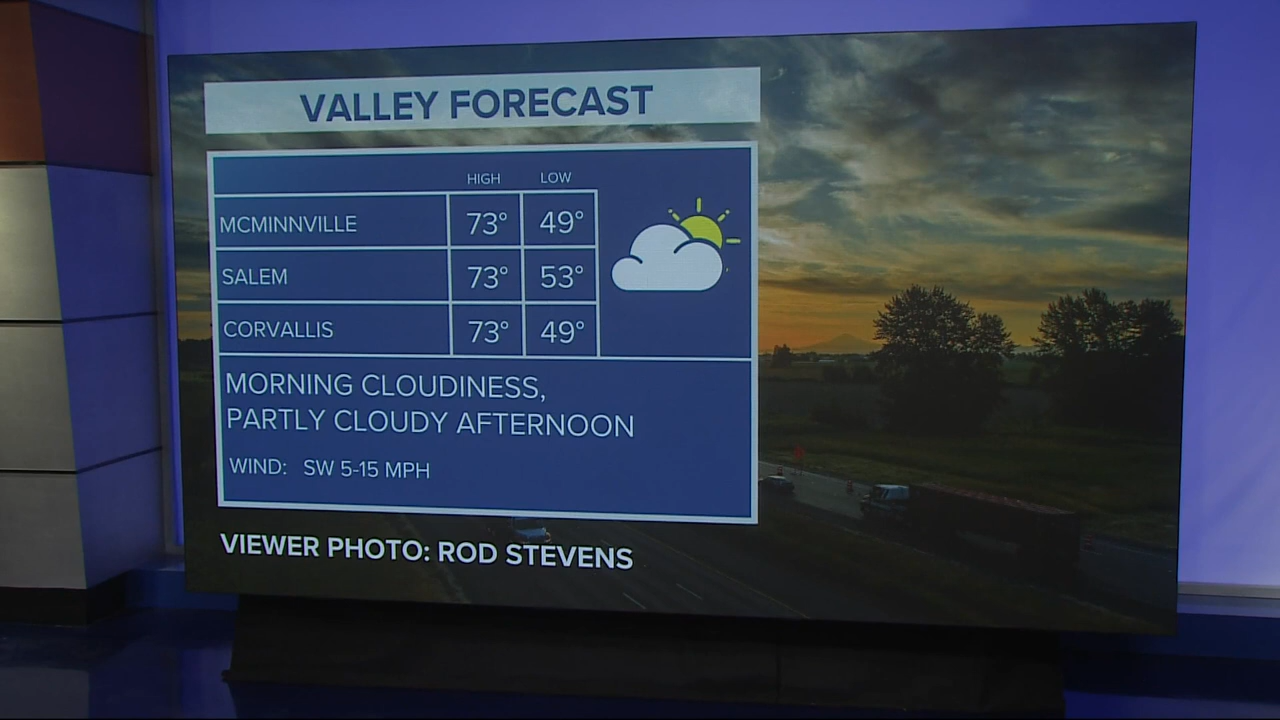 VALLEY FORECAST
HIGH LOW
MCMINNVILLE 73° 49°
SALEM 73° 53°
CORVALLIS 73° 49°
MORNING CLOUDINESS,
PARTLY CLOUDY AFTERNOON
WIND: SW 5-15 MPH
VIEWER PHOTO: ROD STEVENS